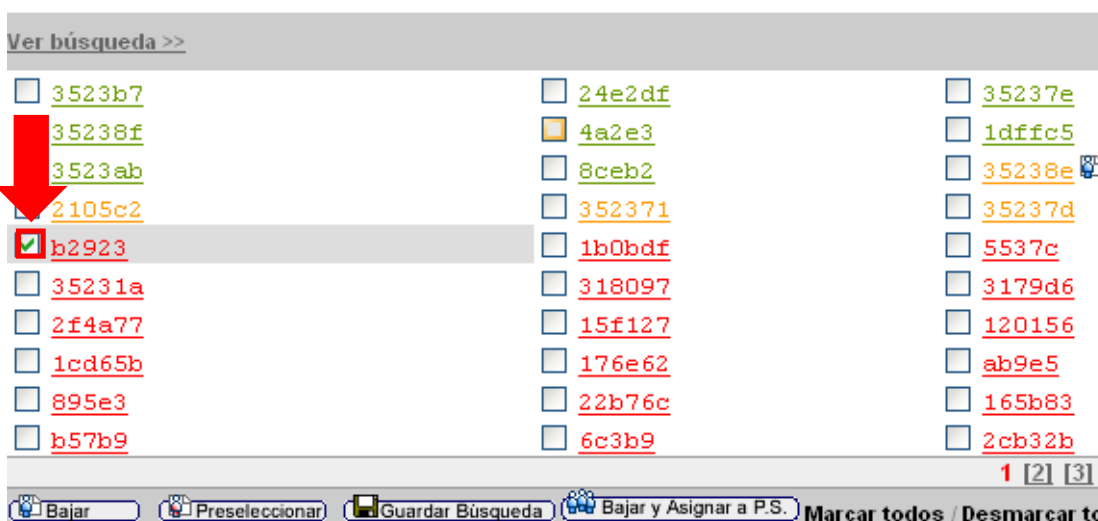 Ver búsqueda >>
3523b7 24e2df 35237e
35238f 4a2e3 1dffc5
3523ab 8ceb2 35238e
2105c2 352371 35237d
b2923 1b0bdf 5537c
35231a 318097 3179d6
2f4a77 15f127 120156
1cd65b 176e62 ab9e5
895e3 22b76c 165b83
b57b9 6c3b9 2cb32b
1 [2] [3]
Bajar Preseleccionar Guardar Búsqueda Bajar y Asignar a P.S. Marcar todos / Desmarcar to